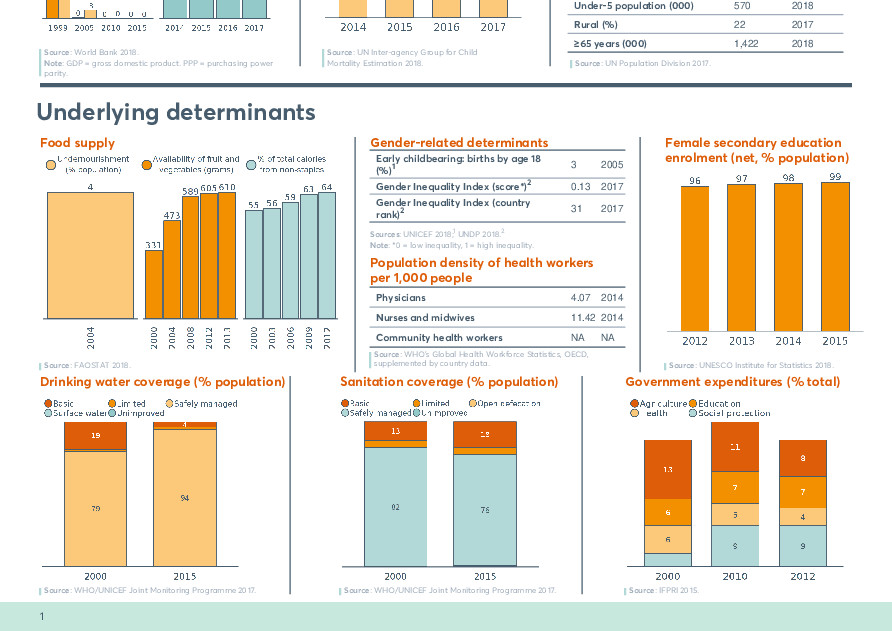 Under-5 population (000) 570 2018
Rural (%) 22 2017
≥65 years (000) 1,422 2018
3
0 0 0 0
1999 2005 2010 2015
2014 2015 2016 2017
2014 2015 2016 2017
Source: World Bank 2018.
Note: GDP = gross domestic product. PPP = purchasing power parity.
Source: UN Inter-agency Group for Child
Mortality Estimation 2018.
Source: UN Population Division 2017.
Underlying determinants
Food supply
Undernourishment (% population)
Availability of fruit and vegetables (grams)
% of total calories from non-staples
4
331 473 589 605 610
55 56 59 63 64
2004
2000 2004 2008 2012 2013
2000 2003 2006 2009 2012
Source: FAOSTAT 2018.
Gender-related determinants
Early childbearing: births by age 18 (%)1 3 2005
Gender Inequality Index (score*)2 0.13 2017
Gender Inequality Index (country rank)2 31 2017
Sources: UNICEF 2018,1 UNDP 2018.2
Note: *0 = low inequality, 1 = high inequality.
Population density of health workers
per 1,000 people
Physicians 4.07 2014
Nurses and midwives 11.42 2014
Community health workers NA NA
Source: WHO's Global Health Workforce Statistics, OECD,
supplemented by country data.
Female secondary education
enrolment (net, % population)
96 97 98 99
2012 2013 2014 2015
Source: UNESCO Institute for Statistics 2018.
Drinking water coverage (% population)
Basic Limited Safely managed
Surface water Unimproved
19 4
79 94
2000 2015
Source: WHO/UNICEF Joint Monitoring Programme 2017.
Sanitation coverage (% population)
Basic Limited Open defecation
Safely managed Unimproved
13
2000 2015
Source: WHO/UNICEF Joint Monitoring Programme 2017.
Government expenditures (% total)
Agriculture Education
Health Social protection
13 11 8
6 7 7
6 5 4
9 9
2000 2010 2012
Source: IFPRI 2015.
1